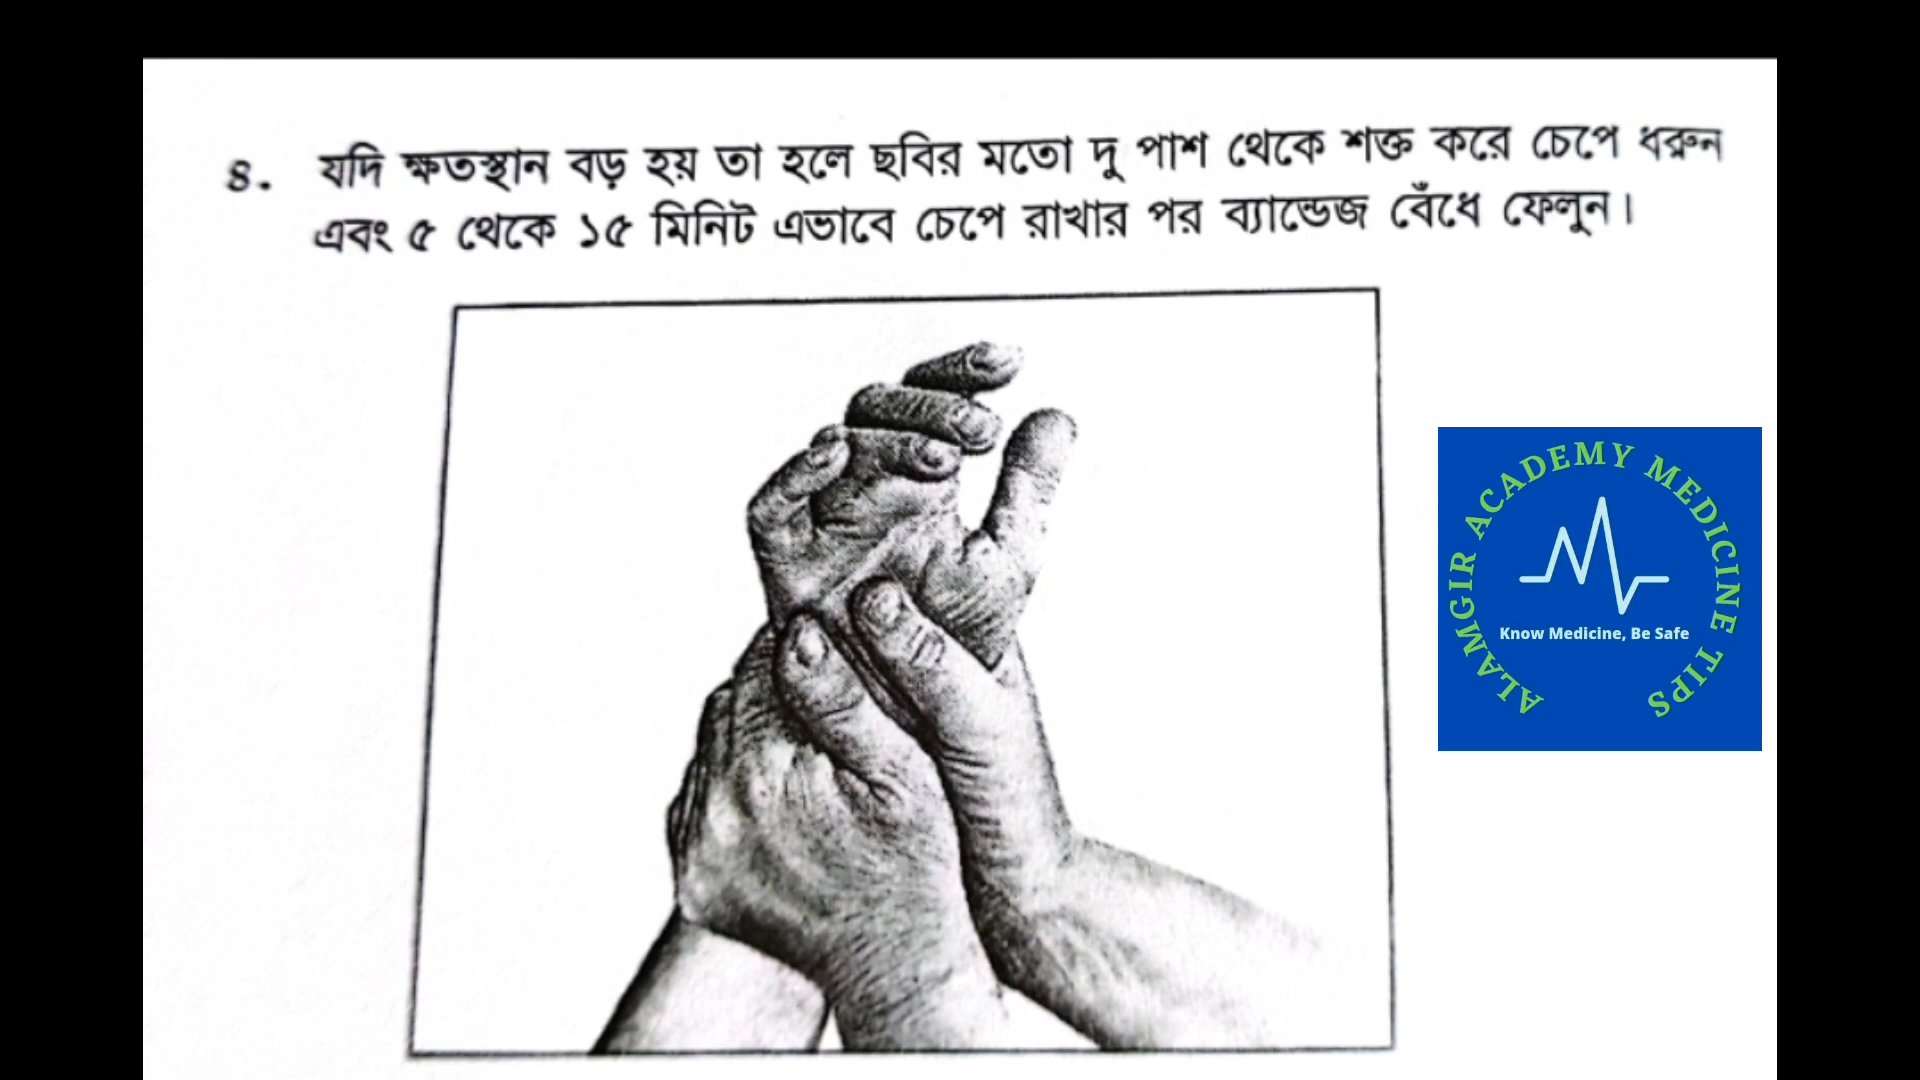 ৪. যদি ক্ষতস্থান বড় হয় তা হলে ছবির মতো দু পাশ থেকে শক্ত করে চেপে ধরুন
এবং ৫ থেকে ১৫ মিনিট এভাবে চেপে রাখার পর ব্যান্ডেজ বেঁধে ফেলুন।
ALAMGIR ACADEMY MEDICINE TIPS
Know Medicine, Be Safe